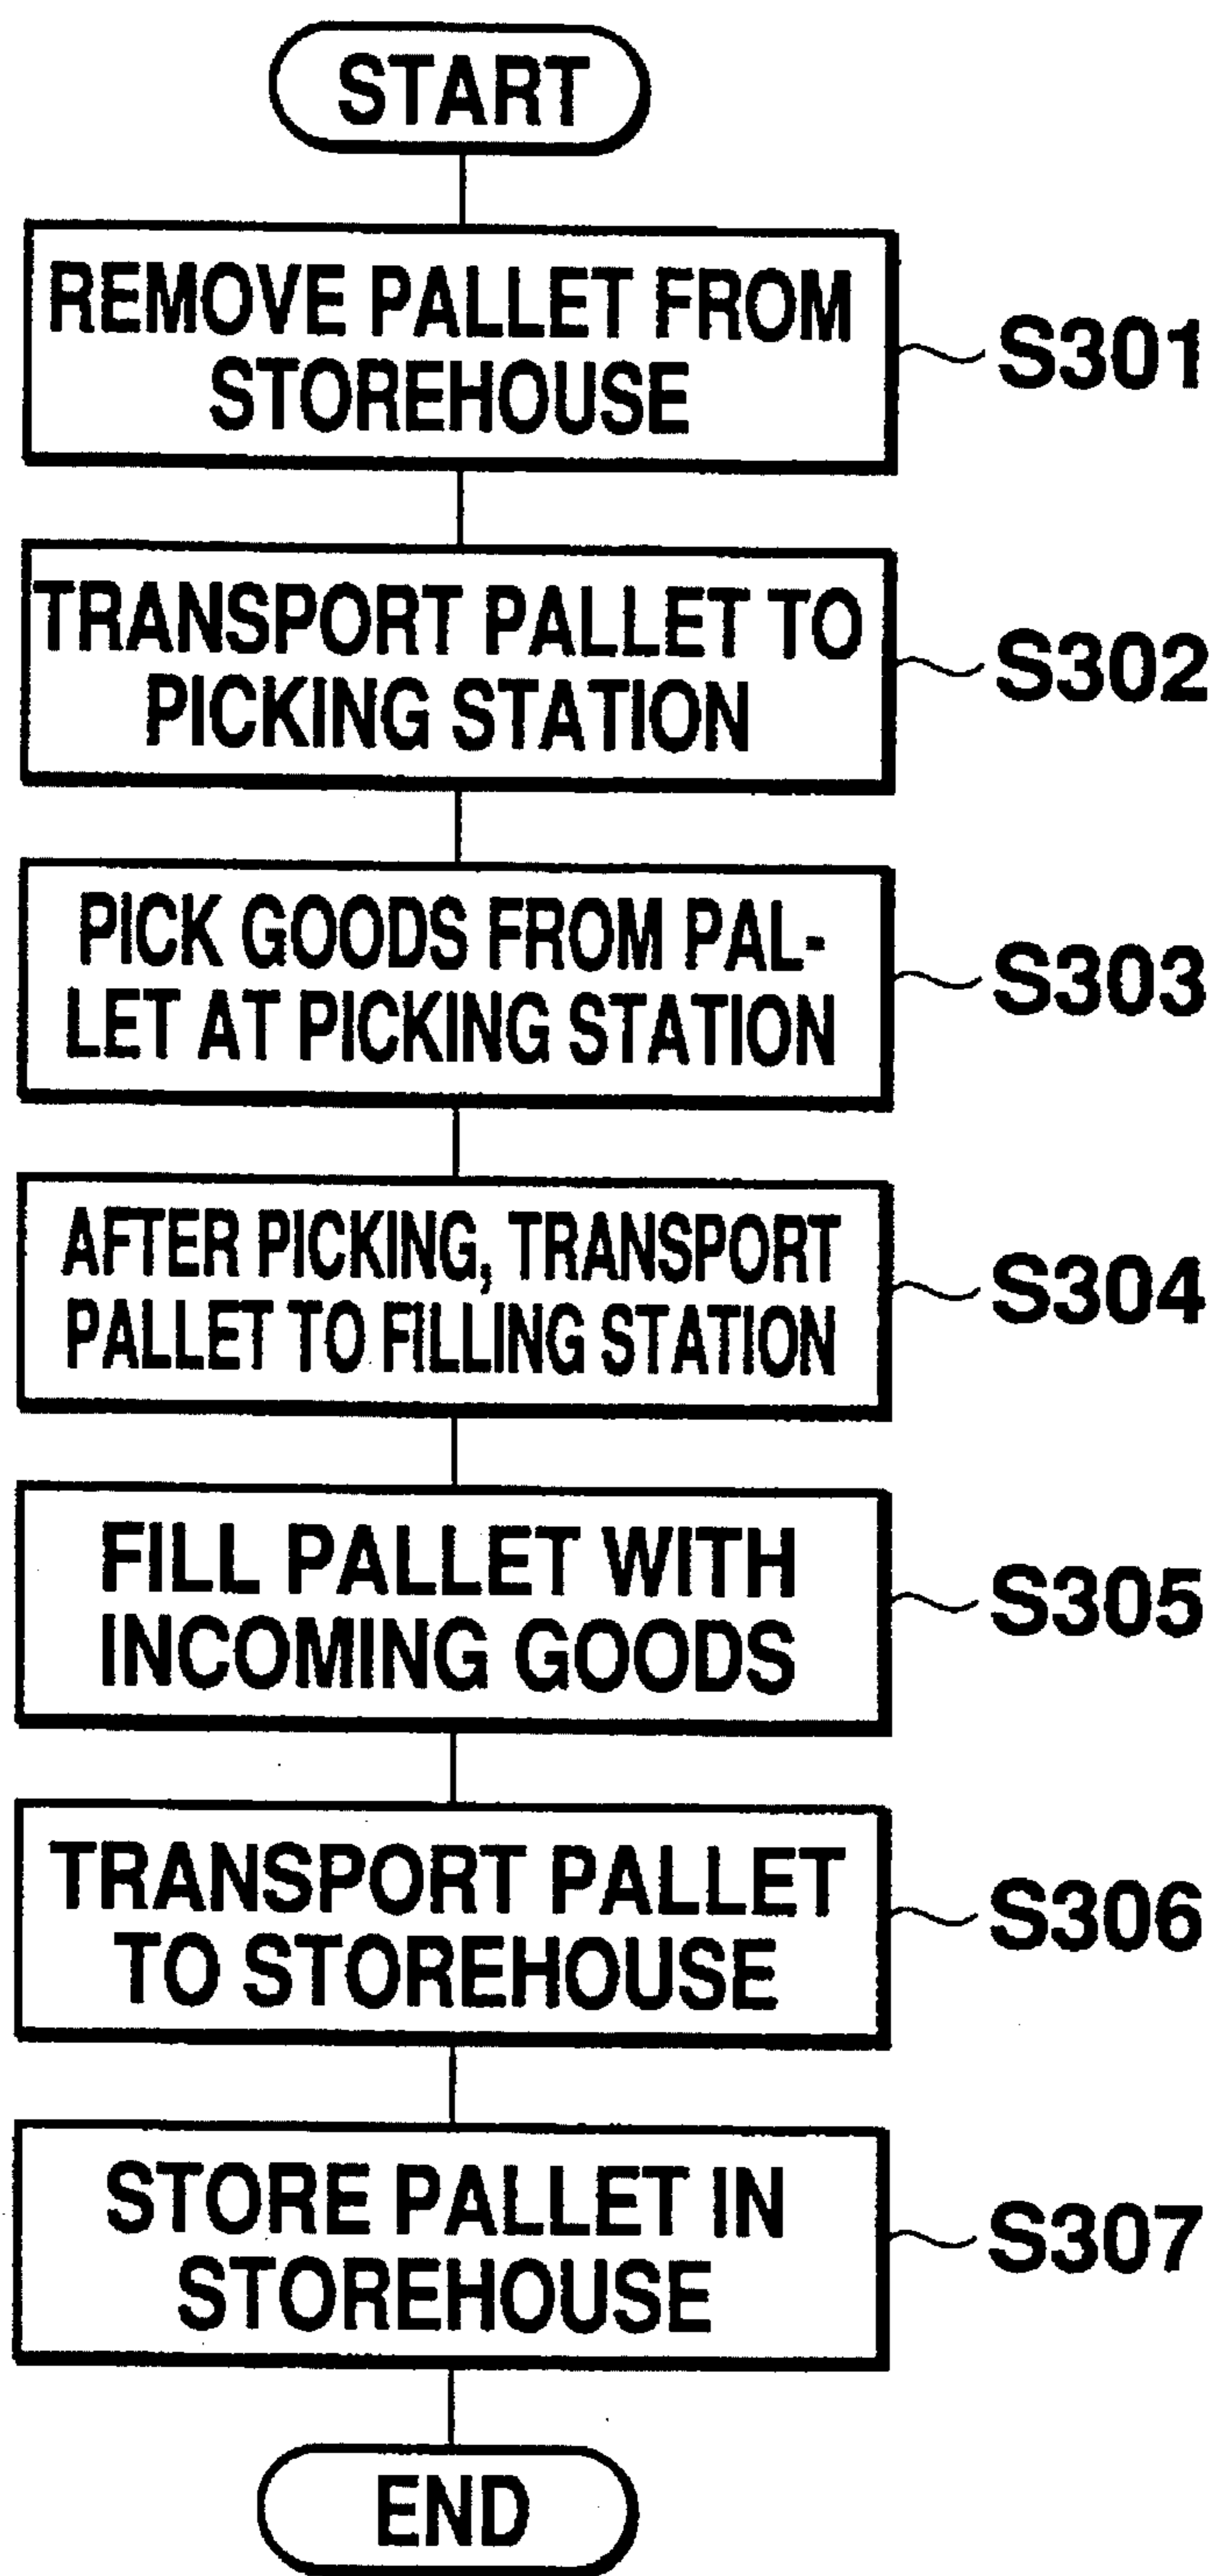 START
REMOVE PALLET FROM
STOREHOUSE
S301
TRANSPORT PALLET TO
PICKING STATION
S302
PICK GOODS FROM PAL-
LET AT PICKING STATION
S303
AFTER PICKING, TRANSPORT
PALLET TO FILLING STATION
S304
FILL PALLET WITH
INCOMING GOODS
S305
TRANSPORT PALLET
TO STOREHOUSE
S306
STORE PALLET IN
STOREHOUSE
S307
END